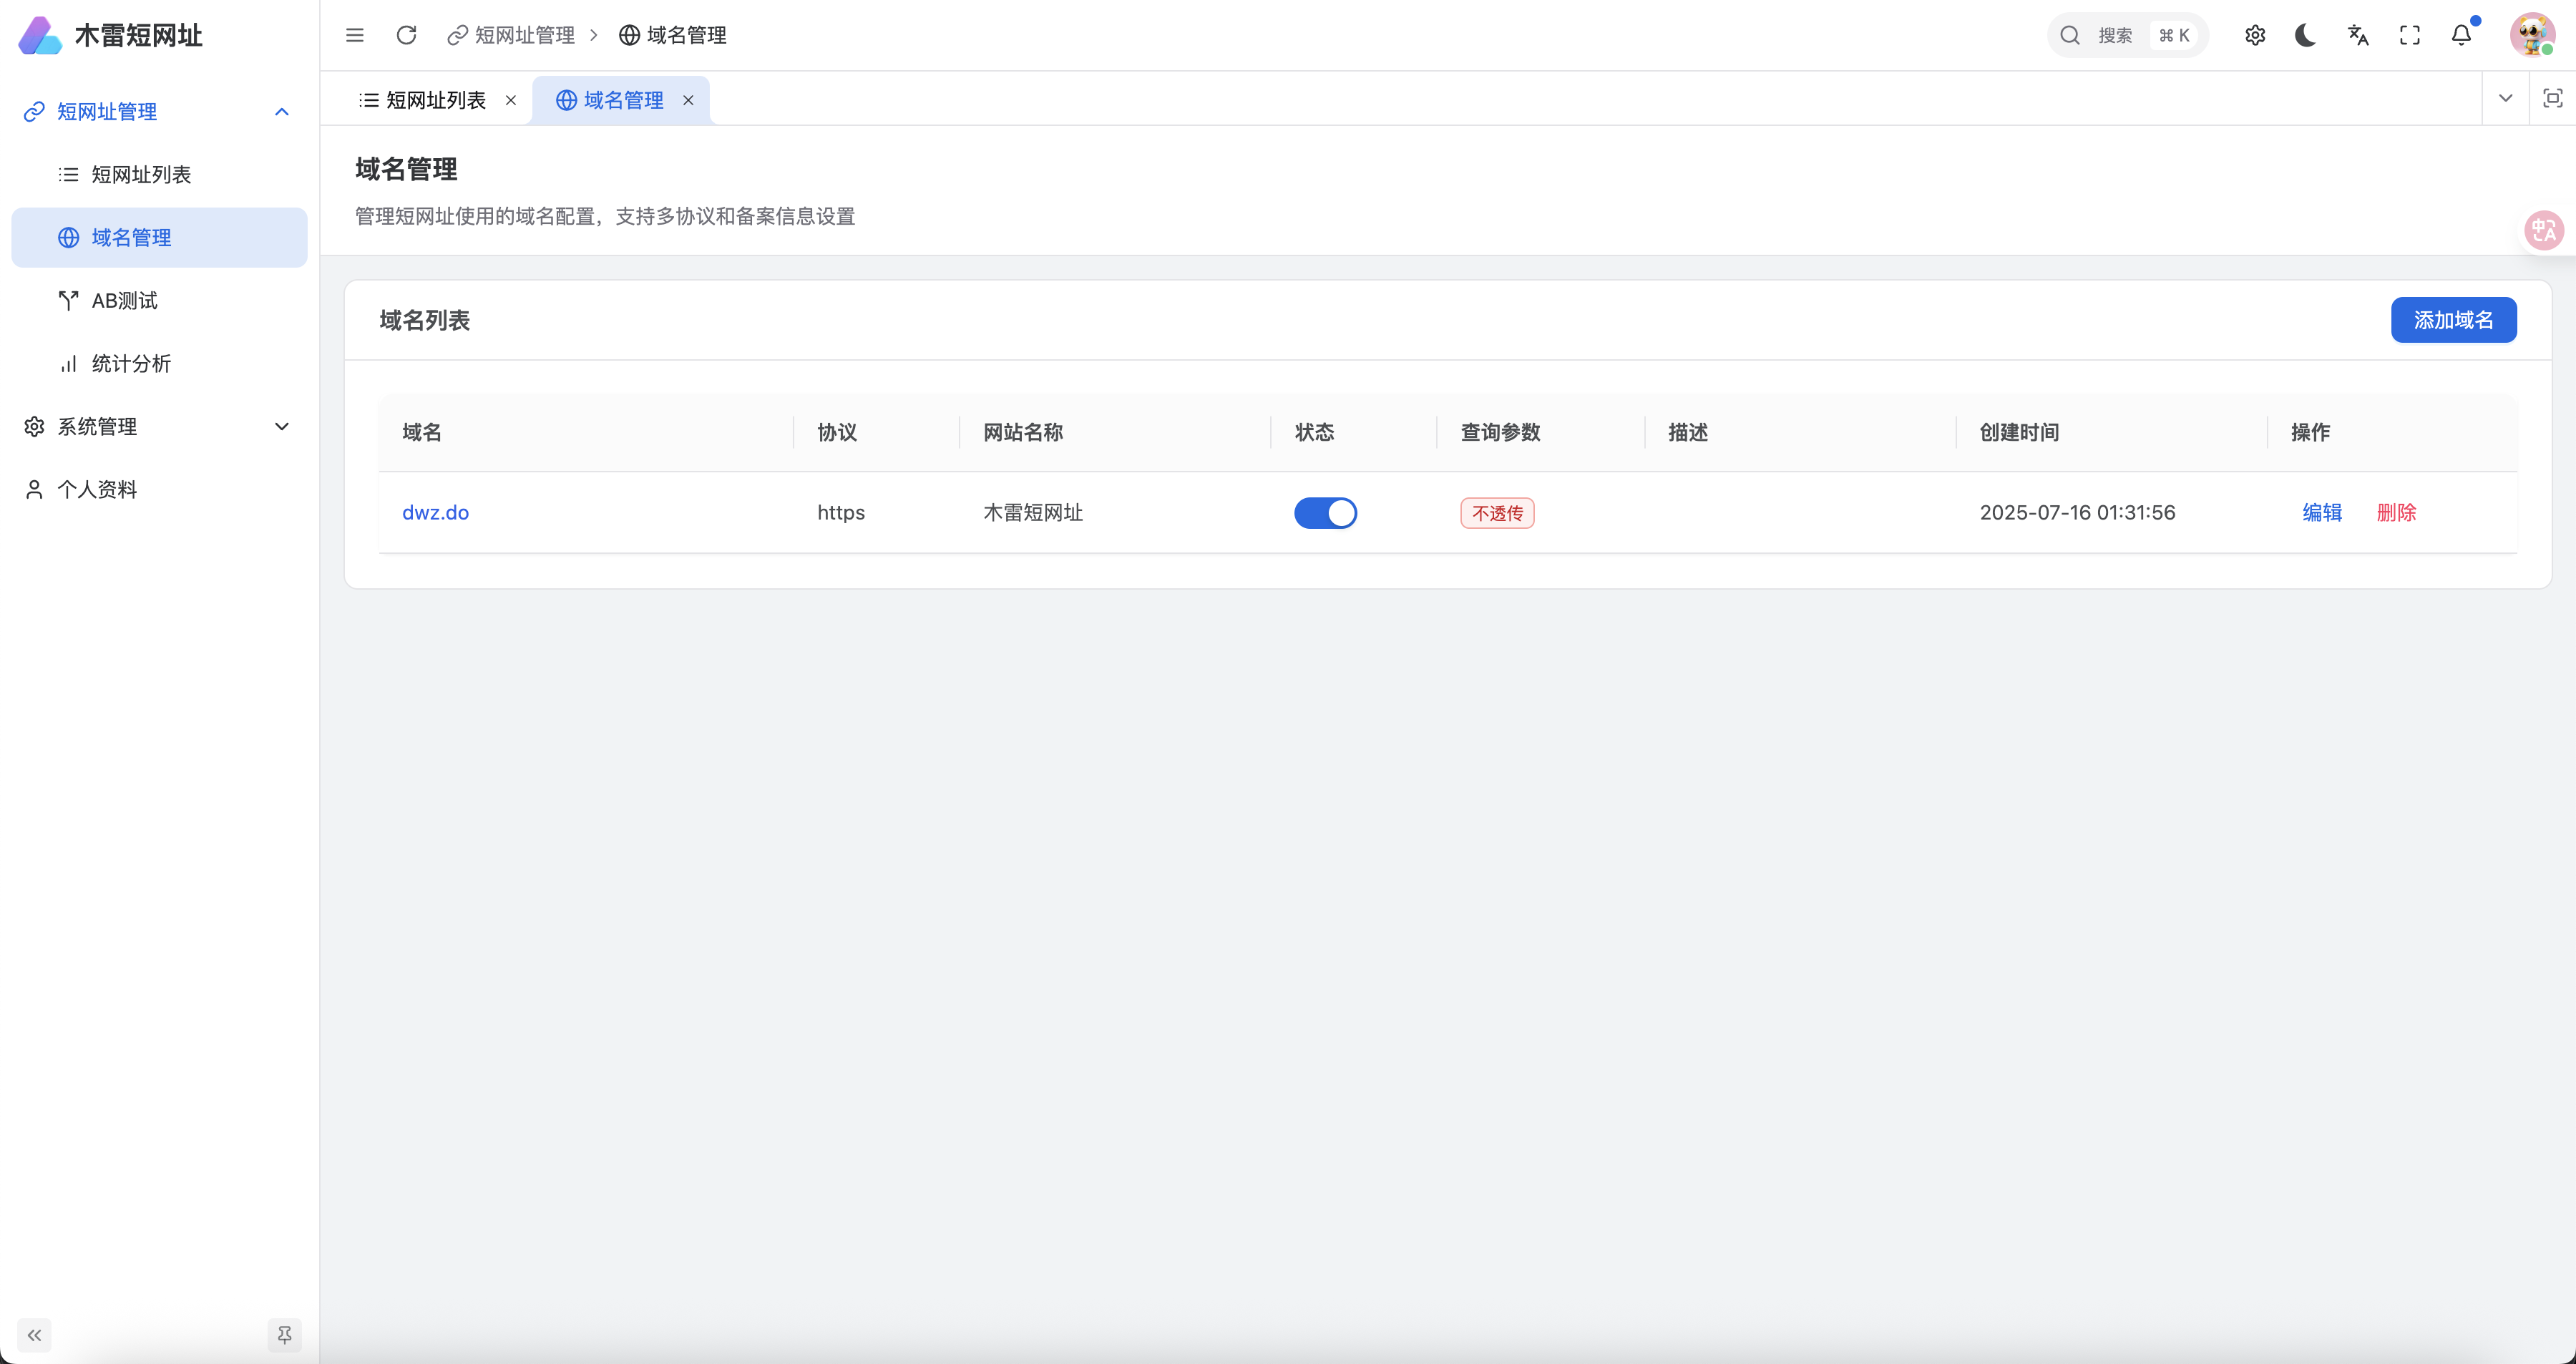 木雷短网址
短网址管理
短网址列表
域名管理
AB测试
统计分析
系统管理
个人资料
短网址管理 > 域名管理
搜索 ⌘ K
短网址列表 域名管理
域名管理
管理短网址使用的域名配置，支持多协议和备案信息设置
中 A
域名列表 添加域名
域名 协议 网站名称 状态 查询参数 描述 创建时间 操作
dwz.do https 木雷短网址 不透传 2025-07-16 01:31:56 编辑 删除